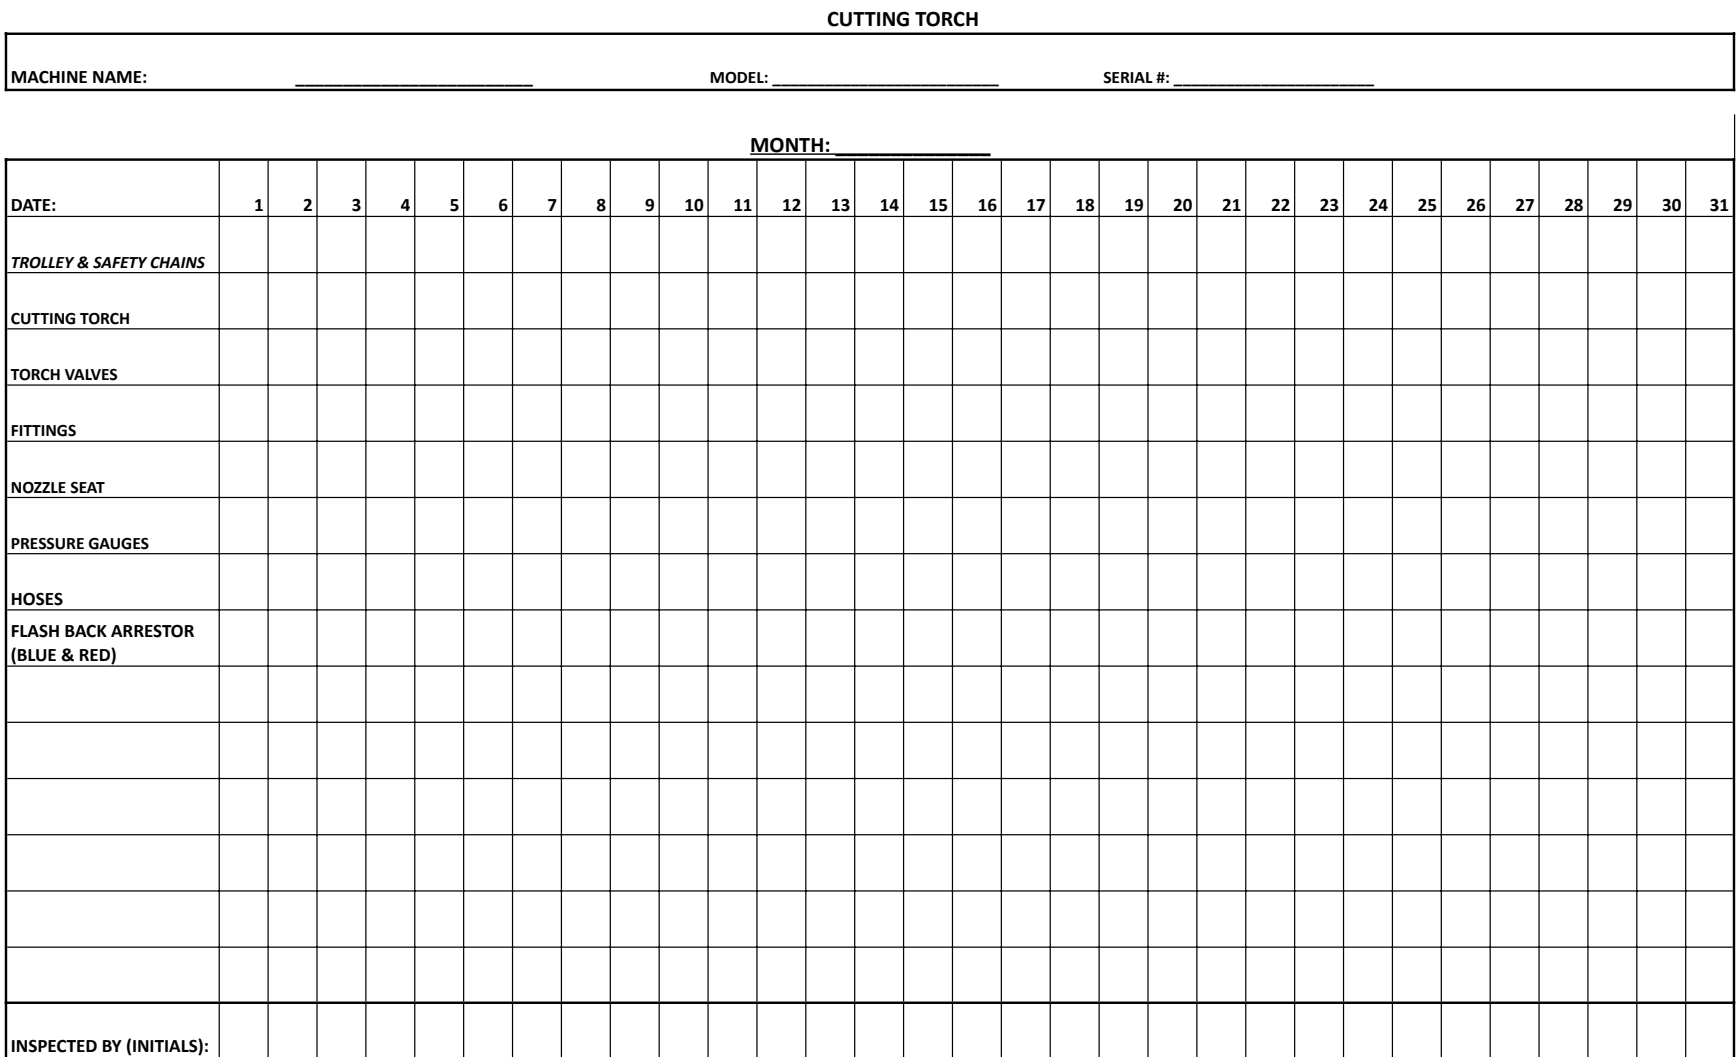 CUTTING TORCH
MACHINE NAME: _________________________ MODEL: _________________________ SERIAL #: ______________________
MONTH: ______________
DATE: 1 2 3 4 5 6 7 8 9 10 11 12 13 14 15 16 17 18 19 20 21 22 23 24 25 26 27 28 29 30 31
TROLLEY & SAFETY CHAINS
CUTTING TORCH
TORCH VALVES
FITTINGS
NOZZLE SEAT
PRESSURE GAUGES
HOSES
FLASH BACK ARRESTOR
(BLUE & RED)
INSPECTED BY (INITIALS):